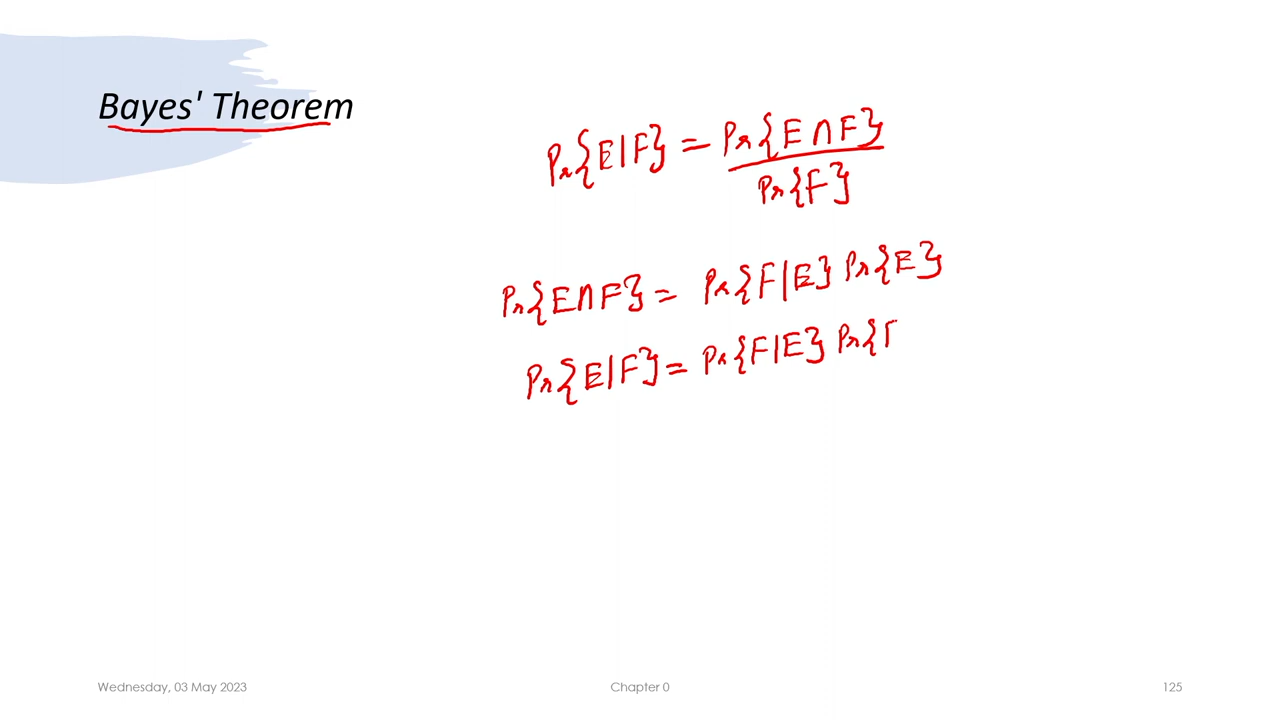 Bayes' Theorem
Pr{E|F} = Pr{E∩F}
Pr{F}
Pr{E∩F} = Pr{F|E} Pr{E}
Pr{E|F} = Pr{F|E} Pr{
Wednesday, 03 May 2023
Chapter 0
125